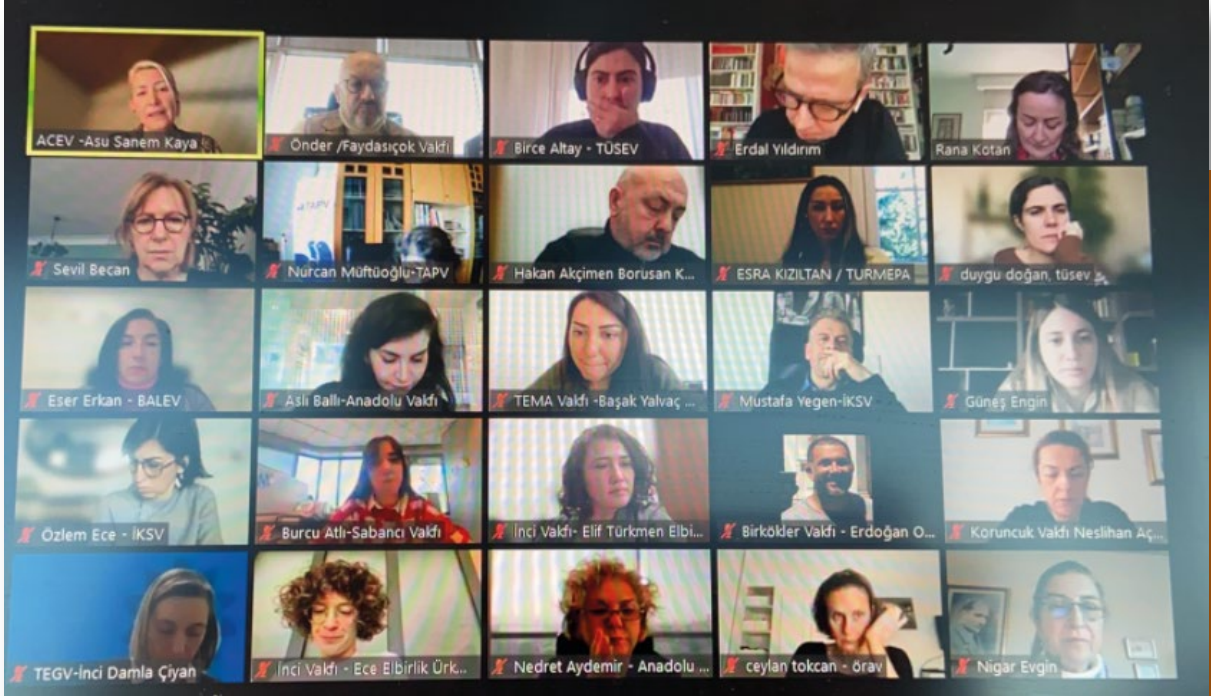 ACEV -Asu Sanem Kaya
Önder /Faydasıçok Vakfı
Birce Altay - TÜSEV
Erdal Yıldırım
Rana Kotan
Sevil Becan
TAPV
Nurcan Müftüoğlu-TAPV
Hakan Akçimen Borusan K...
ESRA KIZILTAN / TURMEPA
duygu doğan, tüsev
Eser Erkan - BALEV
Aslı Ballı-Anadolu Vakfı
TEMA Vakfı -Başak Yalvaç ...
Mustafa Yegen-İKSV
Güneş Engin
Özlem Ece - İKSV
Burcu Atlı-Sabancı Vakfı
İnci Vakfı- Elif Türkmen Elbi...
Birkökler Vakfı - Erdoğan O...
Koruncuk Vakfı Neslihan Aç...
TEGV-İnci Damla Çiyan
İnci Vakfı - Ece Elbirlik Ürk...
Nedret Aydemir - Anadolu ...
ceylan tokcan - örav
Nigar Evgin